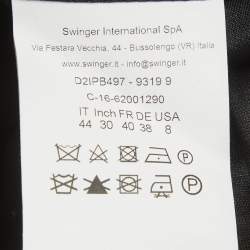 Swinger International SpA
Via Festara Vecchia, 44 - Bussolengo (VR) Italia
www.swinger.it - info@swinger.it
D2IPB497 - 9319 9
C-16-62001290
IT Inch FR DE USA
44 30 40 38 8
A P
P